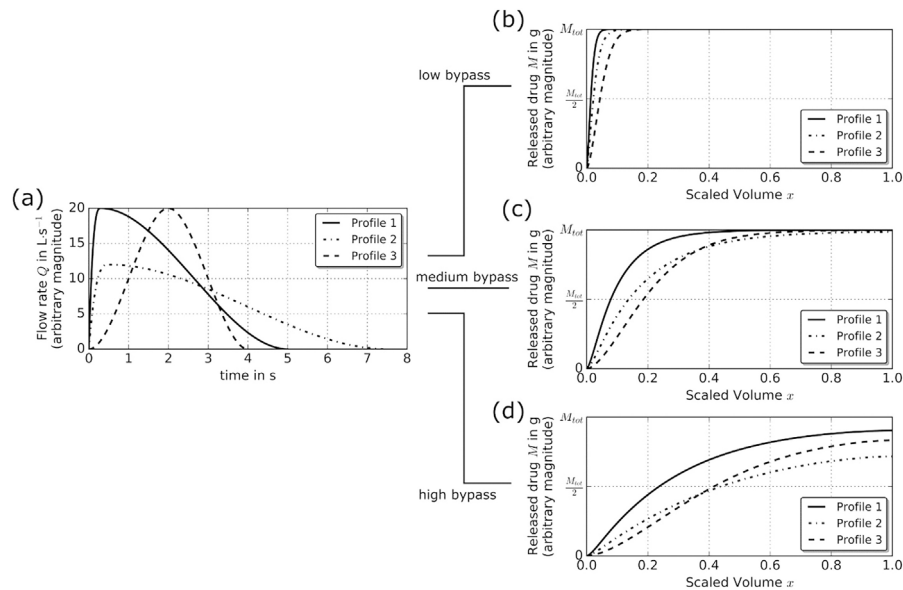 (a)
Flow rate Q in L·s⁻¹
(arbitrary magnitude)
20
15
10
5
0
0 1 2 3 4 5 6 7 8
time in s
Profile 1
Profile 2
Profile 3
low bypass
medium bypass
high bypass
(b)
Released drug M in g
(arbitrary magnitude)
M_tot
M_tot/2
0
0.0 0.2 0.4 0.6 0.8 1.0
Scaled Volume x
Profile 1
Profile 2
Profile 3
(c)
Released drug M in g
(arbitrary magnitude)
M_tot
M_tot/2
0
0.0 0.2 0.4 0.6 0.8 1.0
Scaled Volume x
Profile 1
Profile 2
Profile 3
(d)
Released drug M in g
(arbitrary magnitude)
M_tot
M_tot/2
0
0.0 0.2 0.4 0.6 0.8 1.0
Scaled Volume x
Profile 1
Profile 2
Profile 3